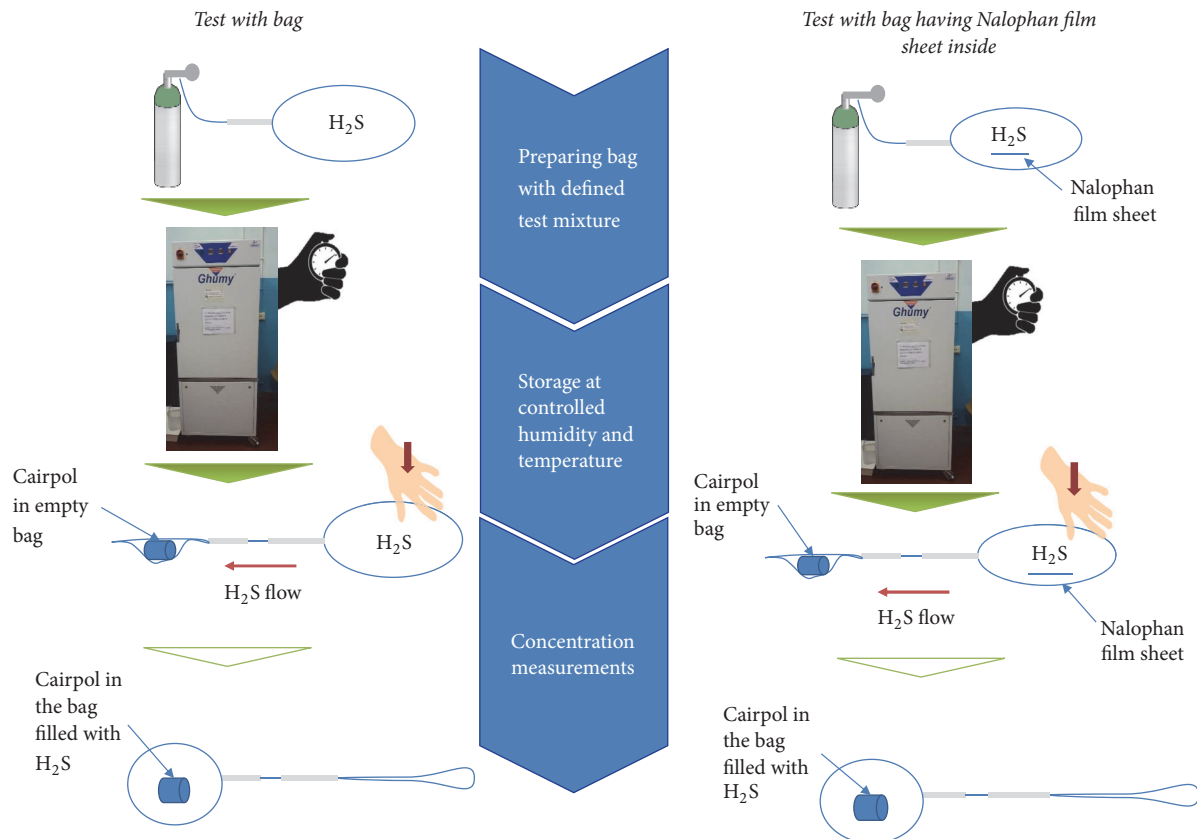 Test with bag
H₂S
Ghumy
Cairpol
in empty
bag
H₂S
H₂S flow
Cairpol in
the bag
filled with
H₂S
Preparing bag
with defined
test mixture
Storage at
controlled
humidity and
temperature
Concentration
measurements
Test with bag having Nalophan film
sheet inside
H₂S
Nalophan
film sheet
Ghumy
Cairpol
in empty
bag
H₂S
H₂S flow
Nalophan
film sheet
Cairpol in
the bag
filled with
H₂S